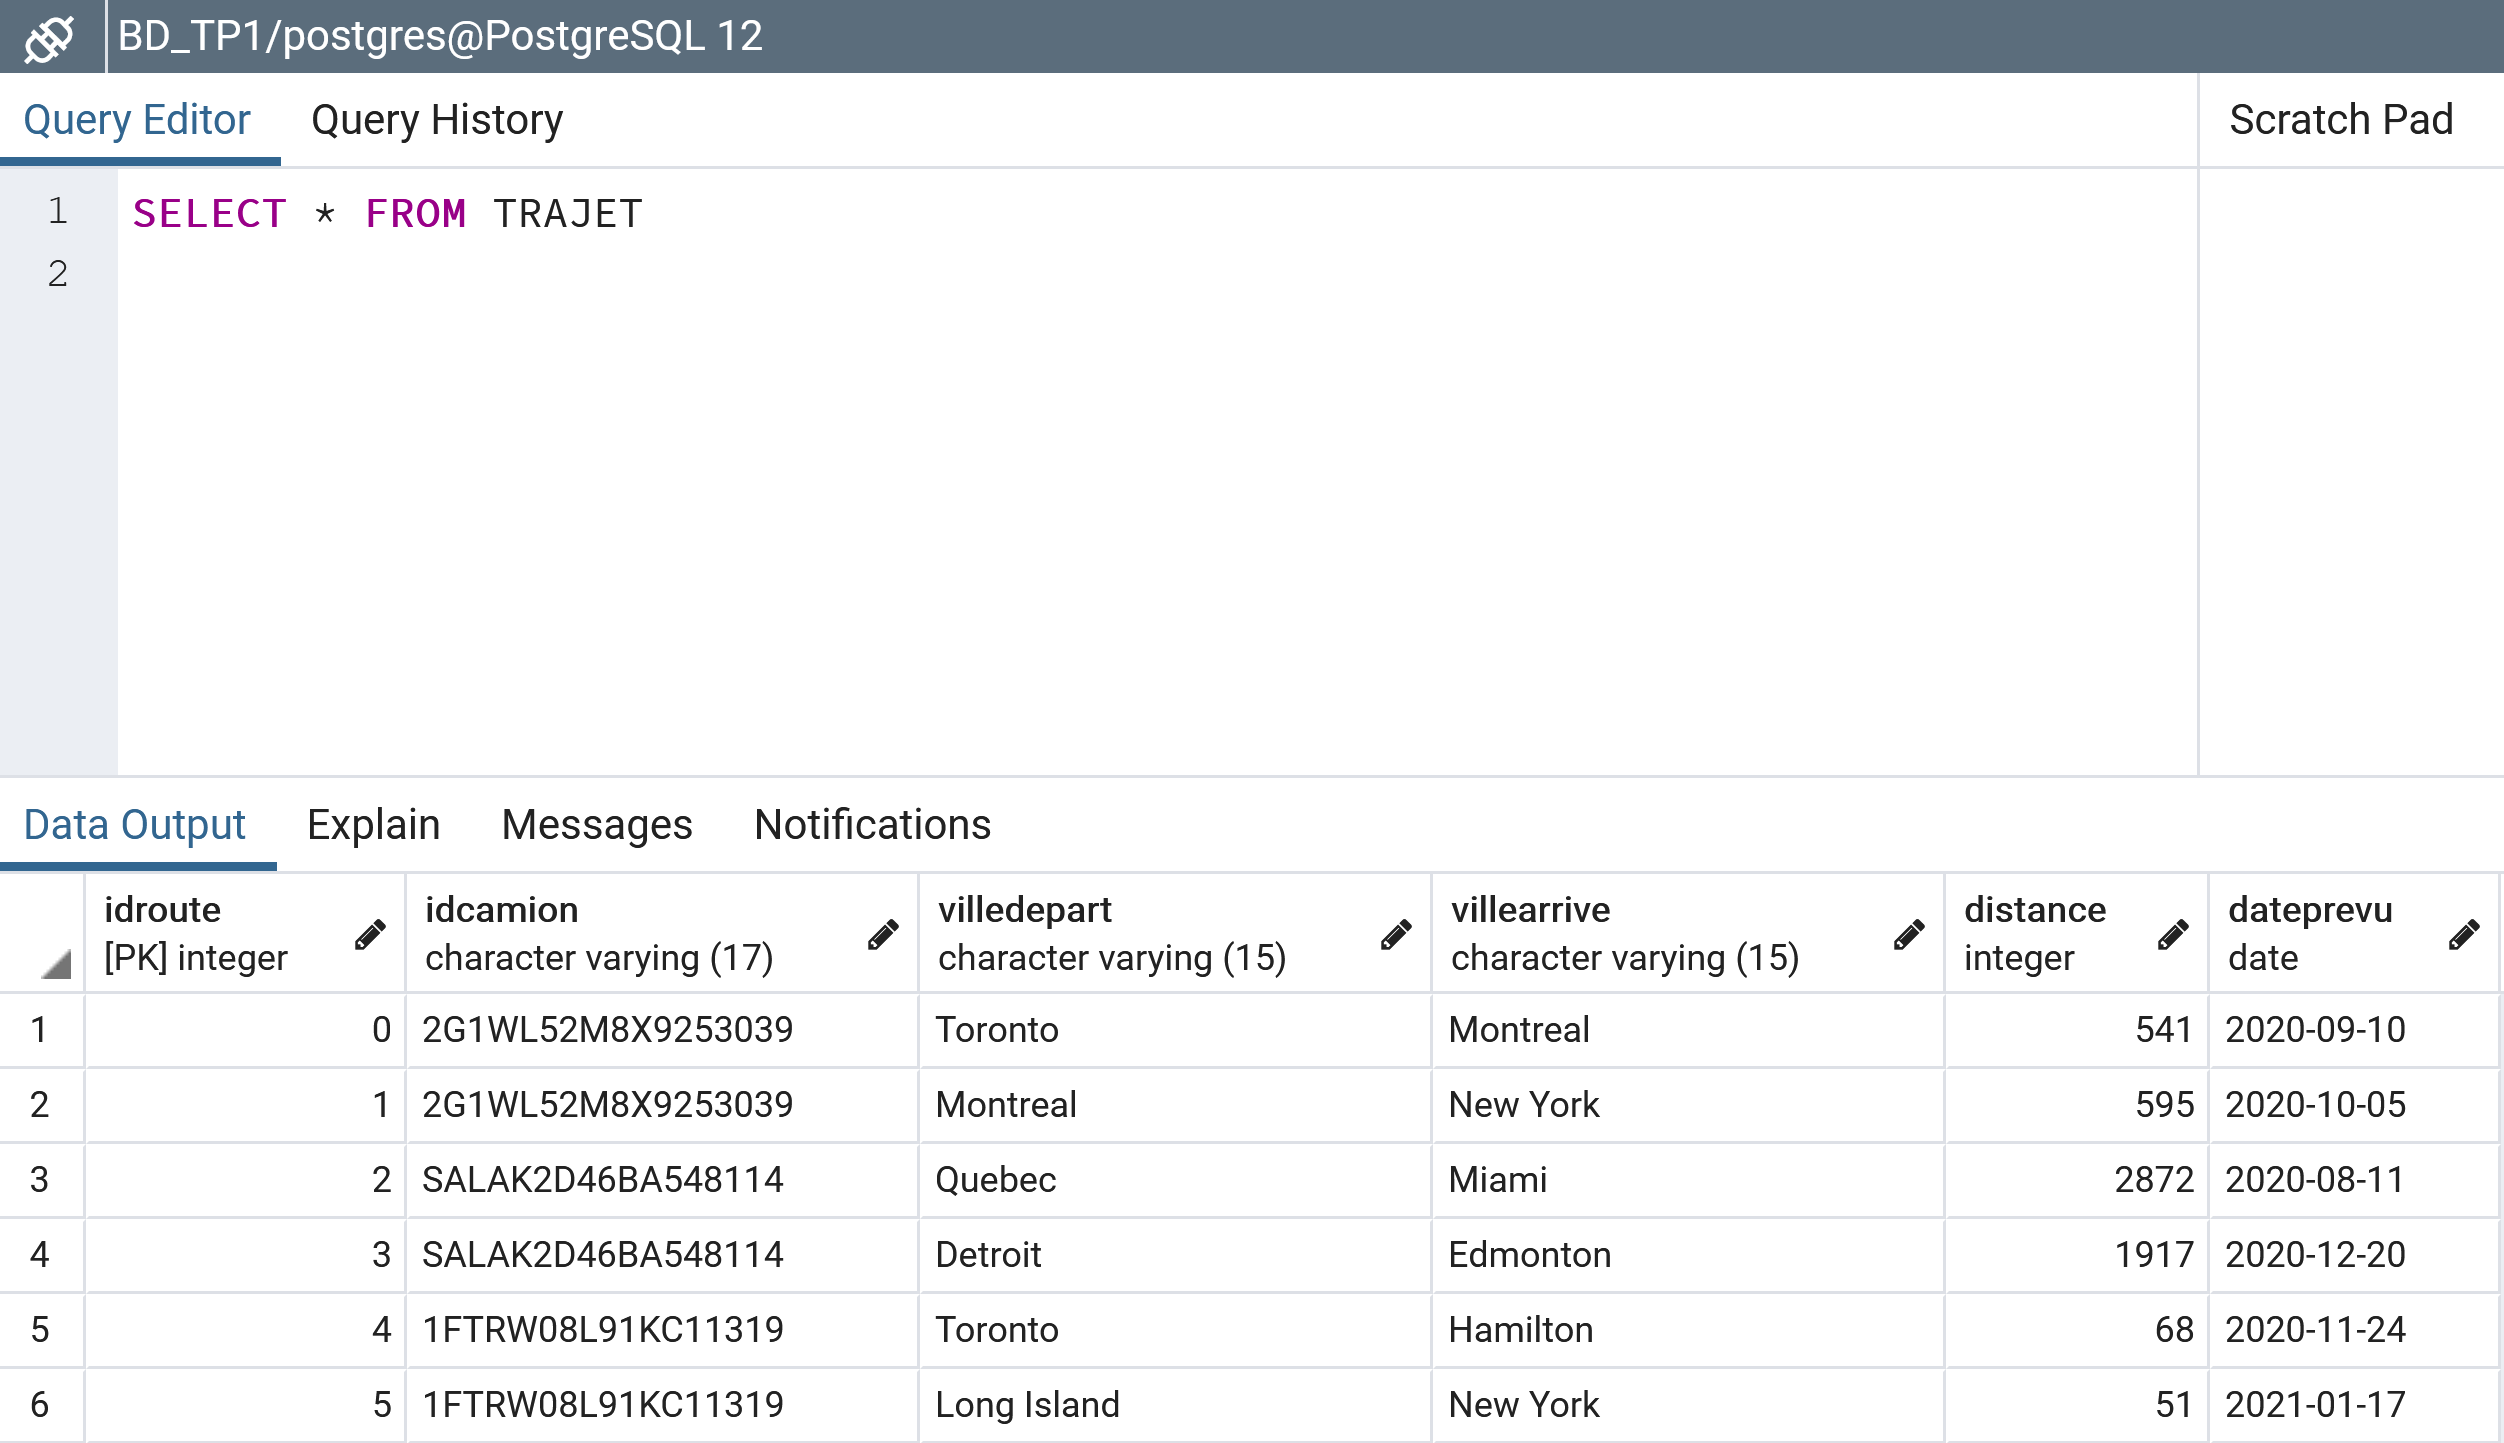 BD_TP1/postgres@PostgreSQL 12
Query Editor Query History Scratch Pad
1 SELECT * FROM TRAJET
2
Data Output Explain Messages Notifications
idroute idcamion villedepart villearrive distance dateprevu
[PK] integer character varying (17) character varying (15) character varying (15) integer date
1 0 2G1WL52M8X9253039 Toronto Montreal 541 2020-09-10
2 1 2G1WL52M8X9253039 Montreal New York 595 2020-10-05
3 2 SALAK2D46BA548114 Quebec Miami 2872 2020-08-11
4 3 SALAK2D46BA548114 Detroit Edmonton 1917 2020-12-20
5 4 1FTRW08L91KC11319 Toronto Hamilton 68 2020-11-24
6 5 1FTRW08L91KC11319 Long Island New York 51 2021-01-17